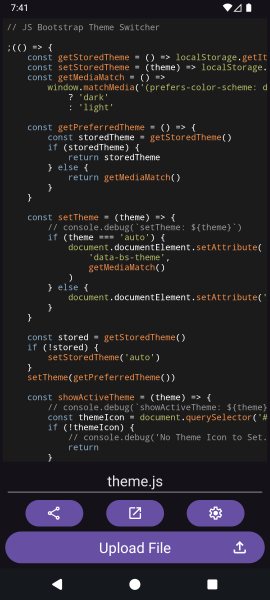 7:41
// JS Bootstrap Theme Switcher
;(() => {
const getStoredTheme = () => localStorage.getIt
const setStoredTheme = (theme) => localStorage.
const getMediaMatch = () =>
window.matchMedia('(prefers-color-scheme: d
? 'dark'
: 'light'
const getPreferredTheme = () => {
const storedTheme = getStoredTheme()
if (storedTheme) {
return storedTheme
} else {
return getMediaMatch()
}
}
const setTheme = (theme) => {
// console.debug(`setTheme: ${theme}`)
if (theme === 'auto') {
document.documentElement.setAttribute(
'data-bs-theme',
getMediaMatch()
)
} else {
document.documentElement.setAttribute('
}
}
const stored = getStoredTheme()
if (!stored) {
setStoredTheme('auto')
}
setTheme(getPreferredTheme())
const showActiveTheme = (theme) => {
// console.debug(`showActiveTheme: ${theme}
const themeIcon = document.querySelector('#
if (!themeIcon) {
// console.debug('No Theme Icon to Set.
return
}
theme.js
Upload File